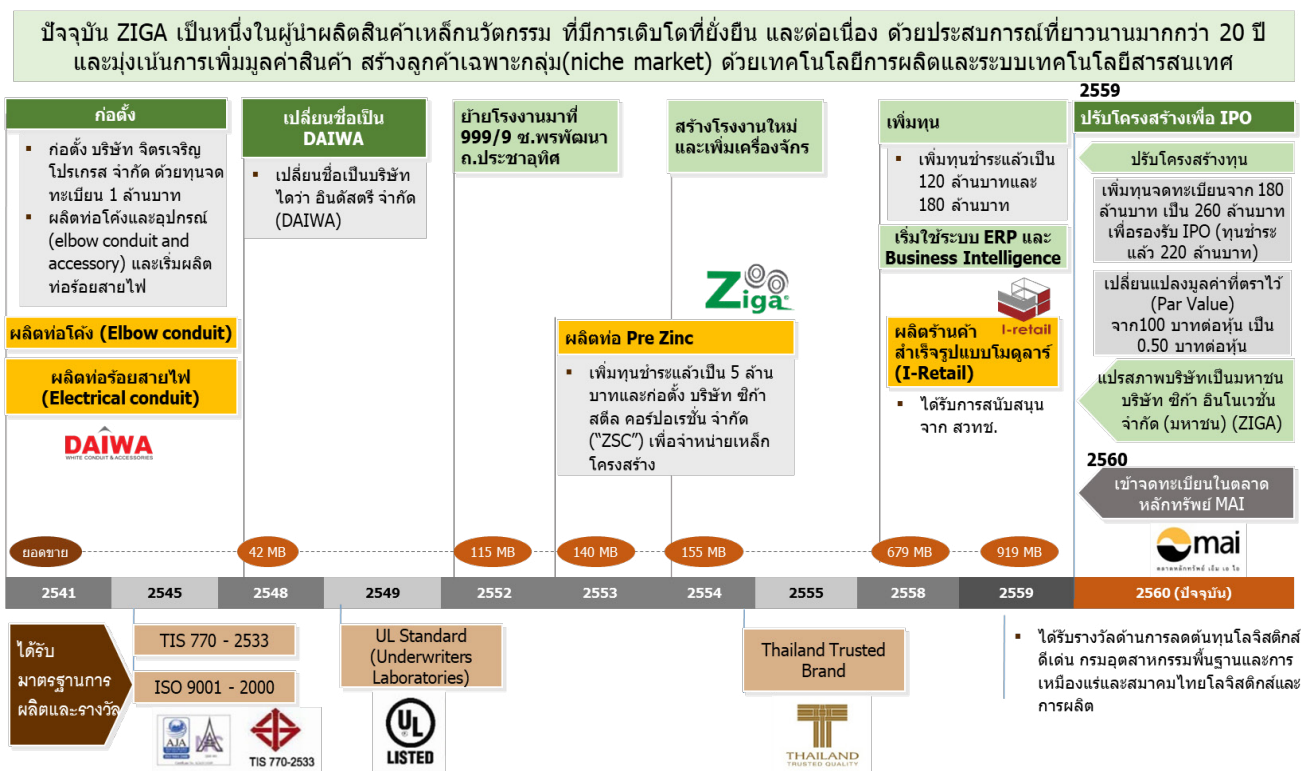 ปัจจุบัน ZIGA เป็นหนึ่งในผู้นำผลิตสินค้าเหล็กนวัตกรรม ที่มีการเติบโตที่ยั่งยืน และต่อเนื่อง ด้วยประสบการณ์ที่ยาวนานมากกว่า 20 ปี
และมุ่งเน้นการเพิ่มมูลค่าสินค้า สร้างลูกค้าเฉพาะกลุ่ม(niche market) ด้วยเทคโนโลยีการผลิตและระบบเทคโนโลยีสารสนเทศ
ก่อตั้ง
▪ ก่อตั้ง บริษัท จิตรเจริญ
โปรเกรส จำกัด ด้วยทุนจด
ทะเบียน 1 ล้านบาท
▪ ผลิตท่อโค้งและอุปกรณ์
(elbow conduit and
accessory) และเริ่มผลิต
ท่อร้อยสายไฟ
ผลิตท่อโค้ง (Elbow conduit)
ผลิตท่อร้อยสายไฟ
(Electrical conduit)
DAIWA
WHITE CONDUIT & ACCESSORIES
เปลี่ยนชื่อเป็น
DAIWA
▪ เปลี่ยนชื่อเป็นบริษัท
ไดว่า อินดัสตรี จำกัด
(DAIWA)
ย้ายโรงงานมาที่
999/9 ซ.พรพัฒนา
ถ.ประชาอุทิศ
สร้างโรงงานใหม่
และเพิ่มเครื่องจักร
Ziga
ผลิตท่อ Pre Zinc
▪ เพิ่มทุนชำระแล้วเป็น 5 ล้าน
บาทและก่อตั้ง บริษัท ซิก้า
สตีล คอร์ปอเรชั่น จำกัด
("ZSC") เพื่อจำหน่ายเหล็ก
โครงสร้าง
เพิ่มทุน
▪ เพิ่มทุนชำระแล้วเป็น
120 ล้านบาทและ
180 ล้านบาท
เริ่มใช้ระบบ ERP และ
Business Intelligence
I-retail
ผลิตร้านค้า
สำเร็จรูปแบบโมดูลาร์
(I-Retail)
▪ ได้รับการสนับสนุน
จาก สวทช.
2559
ปรับโครงสร้างเพื่อ IPO
ปรับโครงสร้างทุน
เพิ่มทุนจดทะเบียนจาก 180
ล้านบาท เป็น 260 ล้านบาท
เพื่อรองรับ IPO (ทุนชำระ
แล้ว 220 ล้านบาท)
เปลี่ยนแปลงมูลค่าที่ตราไว้
(Par Value)
จาก100 บาทต่อหุ้น เป็น
0.50 บาทต่อหุ้น
แปรสภาพบริษัทเป็นมหาชน
บริษัท ซิก้า อินโนเวชั่น
จำกัด (มหาชน) (ZIGA)
2560
เข้าจดทะเบียนในตลาด
หลักทรัพย์ MAI
mai
ตลาดหลักทรัพย์ เอ็ม เอ ไอ
ยอดขาย 42 MB 115 MB 140 MB 155 MB 679 MB 919 MB
2541 2545 2548 2549 2552 2553 2554 2555 2558 2559 2560 (ปัจจุบัน)
ได้รับ
มาตรฐานการ
ผลิตและรางวัล
TIS 770 - 2533
ISO 9001 - 2000
AJA
TIS 770-2533
UL Standard
(Underwriters
Laboratories)
UL
LISTED
Thailand Trusted
Brand
THAILAND
TRUSTED QUALITY
▪ ได้รับรางวัลด้านการลดต้นทุนโลจิสติกส์
ดีเด่น กรมอุตสาหกรรมพื้นฐานและการ
เหมืองแร่และสมาคมไทยโลจิสติกส์และ
การผลิต